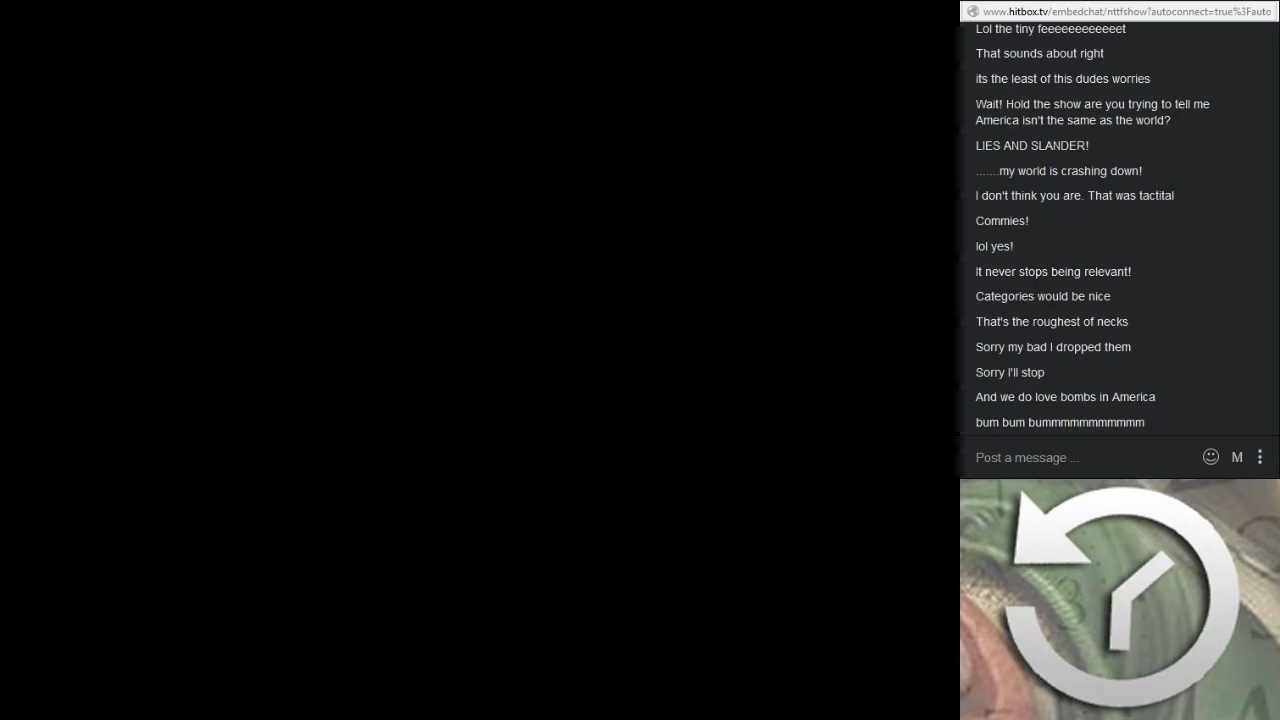 www.hitbox.tv/embedchat/nttfshow?autoconnect=true%3Fauto
Lol the tiny feeeeeeeeeeeet
That sounds about right
its the least of this dudes worries
Wait! Hold the show are you trying to tell me
America isn't the same as the world?
LIES AND SLANDER!
.......my world is crashing down!
I don't think you are. That was tactital
Commies!
lol yes!
It never stops being relevant!
Categories would be nice
That's the roughest of necks
Sorry my bad I dropped them
Sorry I'll stop
And we do love bombs in America
bum bum bummmmmmmmmmm
Post a message ...
M